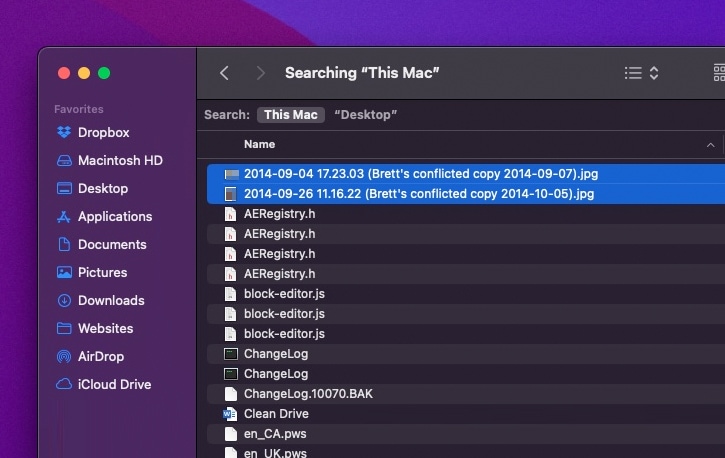 Searching “This Mac”
Search: This Mac “Desktop”
Name
Favorites
Dropbox
Macintosh HD
Desktop
Applications
Documents
Pictures
Downloads
Websites
AirDrop
iCloud Drive
2014-09-04 17.23.03 (Brett's conflicted copy 2014-09-07).jpg
2014-09-26 11.16.22 (Brett's conflicted copy 2014-10-05).jpg
AERegistry.h
AERegistry.h
AERegistry.h
AERegistry.h
block-editor.js
block-editor.js
block-editor.js
ChangeLog
ChangeLog
ChangeLog.10070.BAK
Clean Drive
en_CA.pws
en_UK.pws